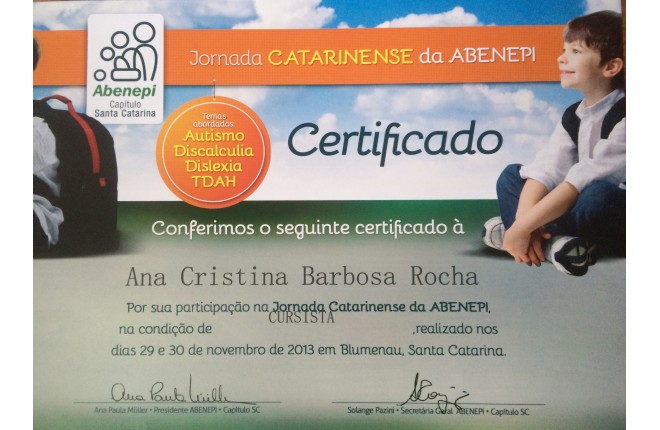 Abenepi
Capítulo
Santa Catarina
Jornada CATARINENSE da ABENEPI
Temas
abordados:
Autismo
Discalculia
Dislexia
TDAH
Certificado
Conferimos o seguinte certificado à
Ana Cristina Barbosa Rocha
Por sua participação na Jornada Catarinense da ABENEPI,
na condição de CURSISTA ,realizado nos
dias 29 e 30 de novembro de 2013 em Blumenau, Santa Catarina.
Ana Paula Müller • Presidente ABENEPI • Capítulo SC
Solange Pazini • Secretária Geral ABENEPI • Capítulo SC